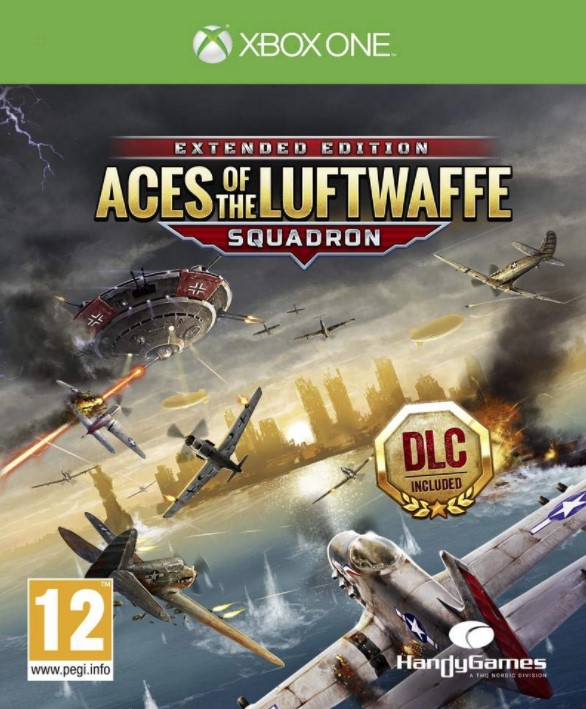 XBOX ONE
EXTENDED EDITION
ACES OF THE LUFTWAFFE
SQUADRON
DLC
INCLUDED
12
TM
www.pegi.info
HandyGames
A THQ NORDIC DIVISION